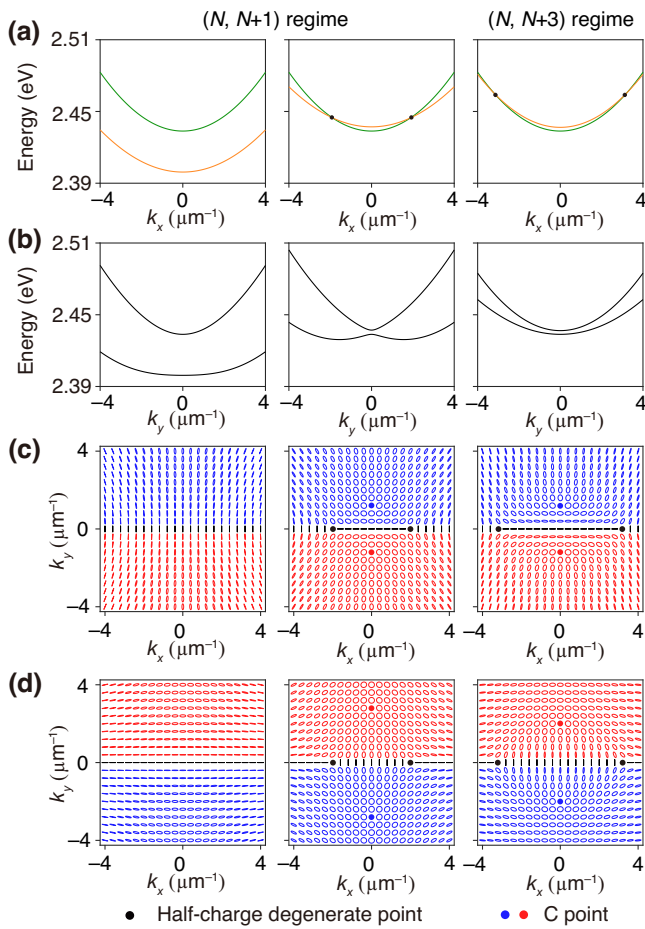 (N, N+1) regime
(N, N+3) regime
(a)
Energy (eV)
2.51
2.45
2.39
−4 0 4
−4 0 4
−4 0 4
kx (μm−1)
kx (μm−1)
kx (μm−1)
(b)
Energy (eV)
2.51
2.45
2.39
−4 0 4
−4 0 4
−4 0 4
ky (μm−1)
ky (μm−1)
ky (μm−1)
(c)
ky (μm−1)
4
0
−4
−4 0 4
−4 0 4
−4 0 4
kx (μm−1)
kx (μm−1)
kx (μm−1)
(d)
ky (μm−1)
4
0
−4
−4 0 4
−4 0 4
−4 0 4
kx (μm−1)
kx (μm−1)
kx (μm−1)
Half-charge degenerate point
C point